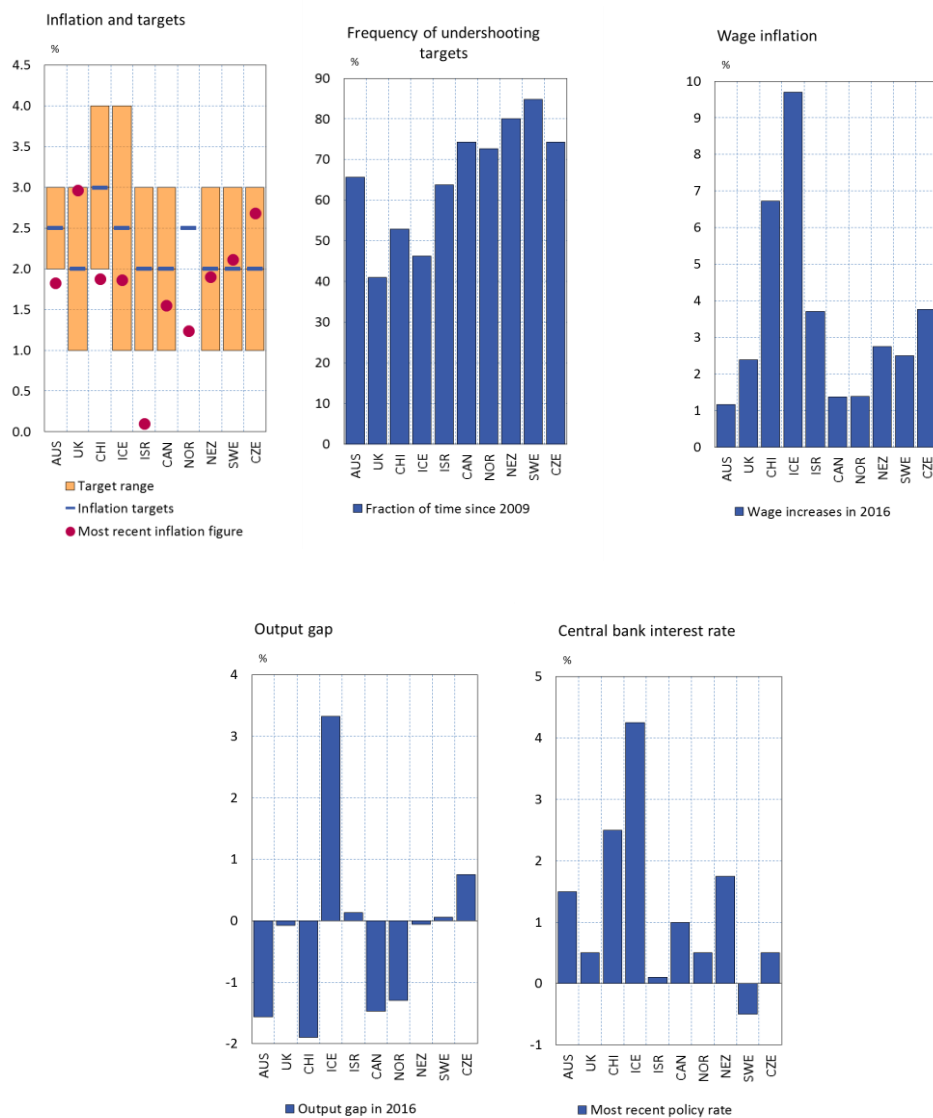 Inflation and targets
%
4.5
4.0
3.5
3.0
2.5
2.0
1.5
1.0
0.5
0.0
AUS
UK
CHI
ICE
ISR
CAN
NOR
NEZ
SWE
CZE
Target range
Inflation targets
Most recent inflation figure
Frequency of undershooting
targets
%
90
80
70
60
50
40
30
20
10
0
AUS
UK
CHI
ICE
ISR
CAN
NOR
NEZ
SWE
CZE
Fraction of time since 2009
Wage inflation
%
10
9
8
7
6
5
4
3
2
1
0
AUS
UK
CHI
ICE
ISR
CAN
NOR
NEZ
SWE
CZE
Wage increases in 2016
Output gap
%
4
3
2
1
0
-1
-2
AUS
UK
CHI
ICE
ISR
CAN
NOR
NEZ
SWE
CZE
Output gap in 2016
Central bank interest rate
%
5
4
3
2
1
0
-1
AUS
UK
CHI
ICE
ISR
CAN
NOR
NEZ
SWE
CZE
Most recent policy rate